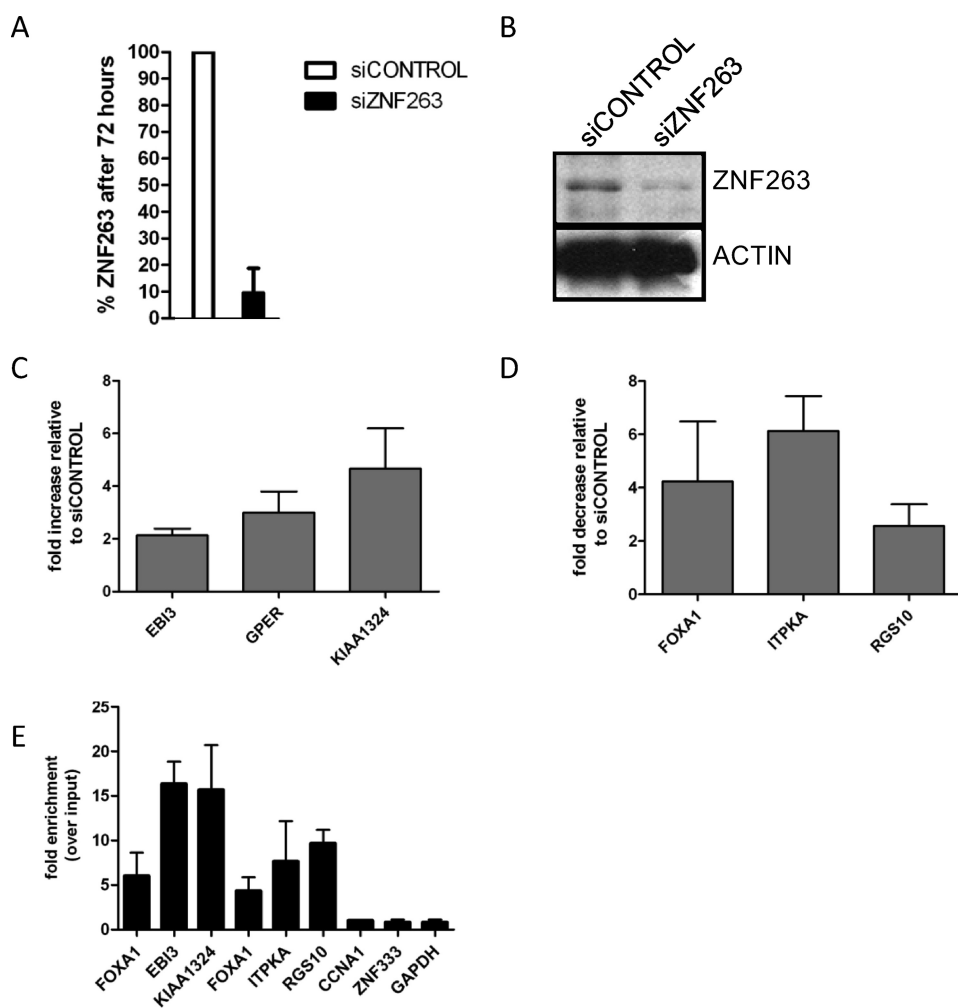 A
% ZNF263 after 72 hours
100
90
80
70
60
50
40
30
20
10
0
siCONTROL
siZNF263
B
siCONTROL
siZNF263
ZNF263
ACTIN
C
fold increase relative
to siCONTROL
8
6
4
2
0
EBI3
GPER
KIAA1324
D
fold decrease relative
to siCONTROL
8
6
4
2
0
FOXA1
ITPKA
RGS10
E
fold enrichment
(over input)
25
20
15
10
5
0
FOXA1
EBI3
KIAA1324
FOXA1
ITPKA
RGS10
CCNA1
ZNF333
GAPDH